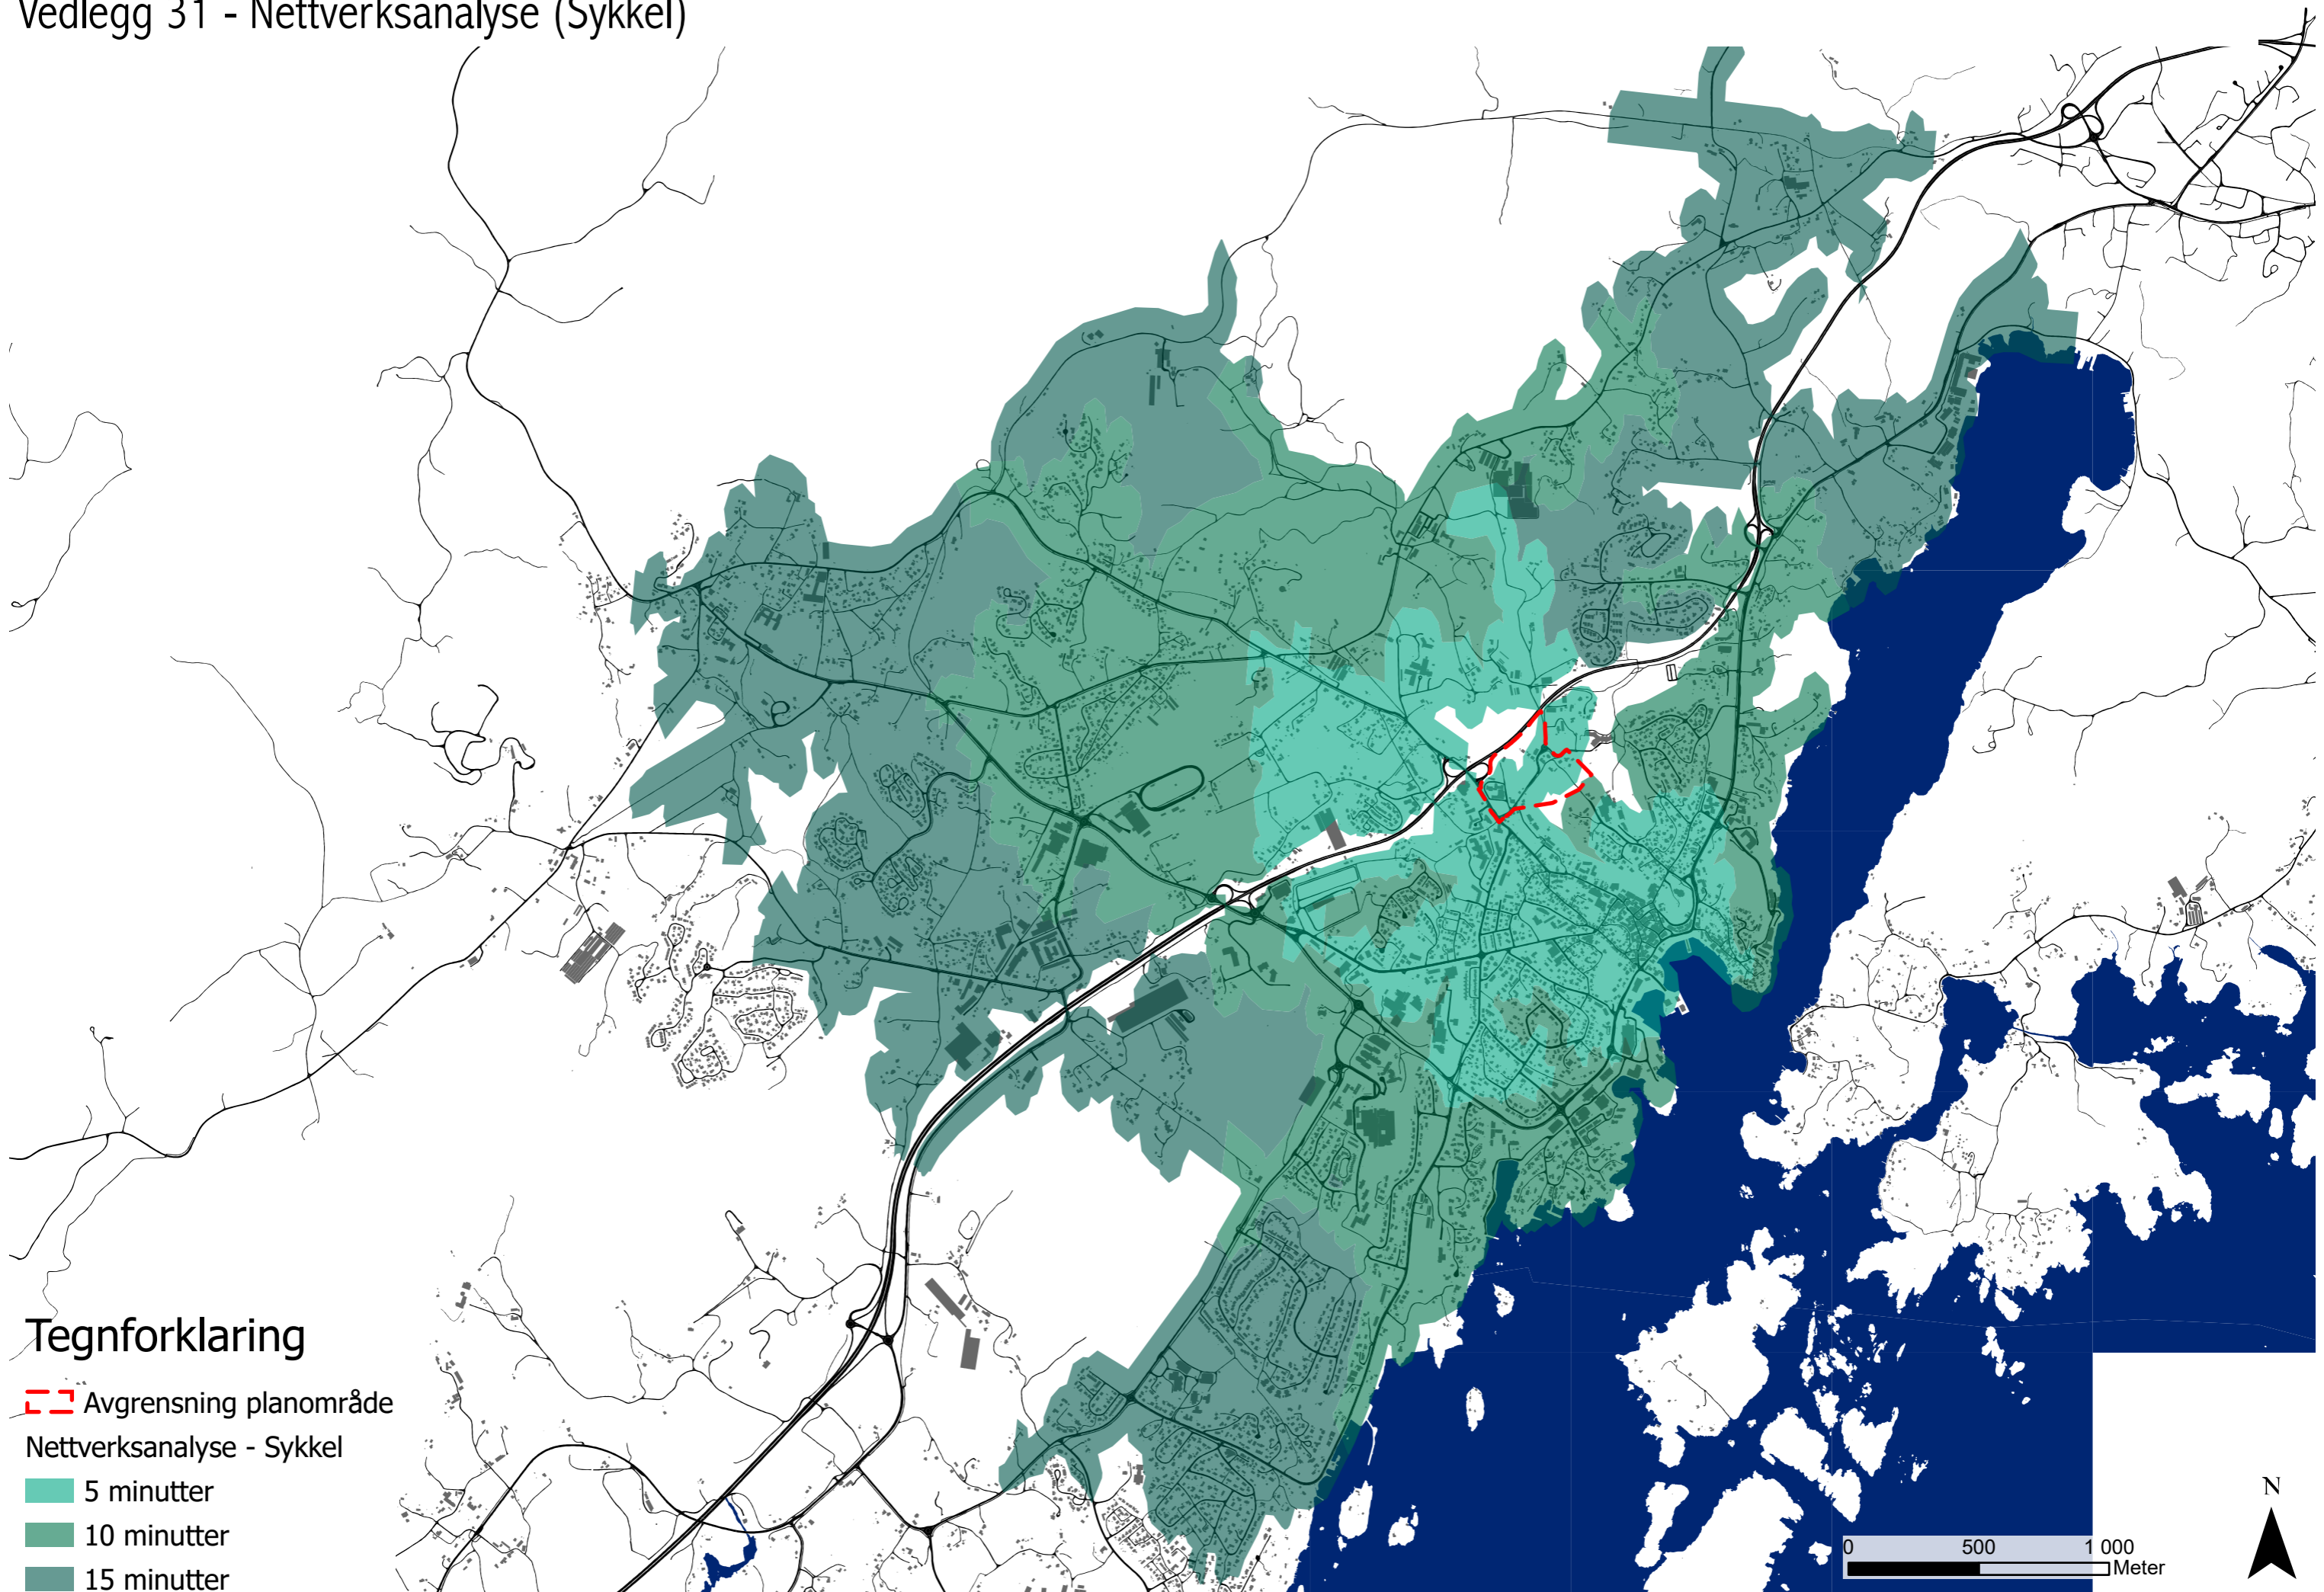 Vedlegg 31 - Nettverksanalyse (Sykkel)
Tegnforklaring
Avgrensning planområde
Nettverksanalyse - Sykkel
5 minutter
10 minutter
15 minutter
N
0 500 1 000
Meter